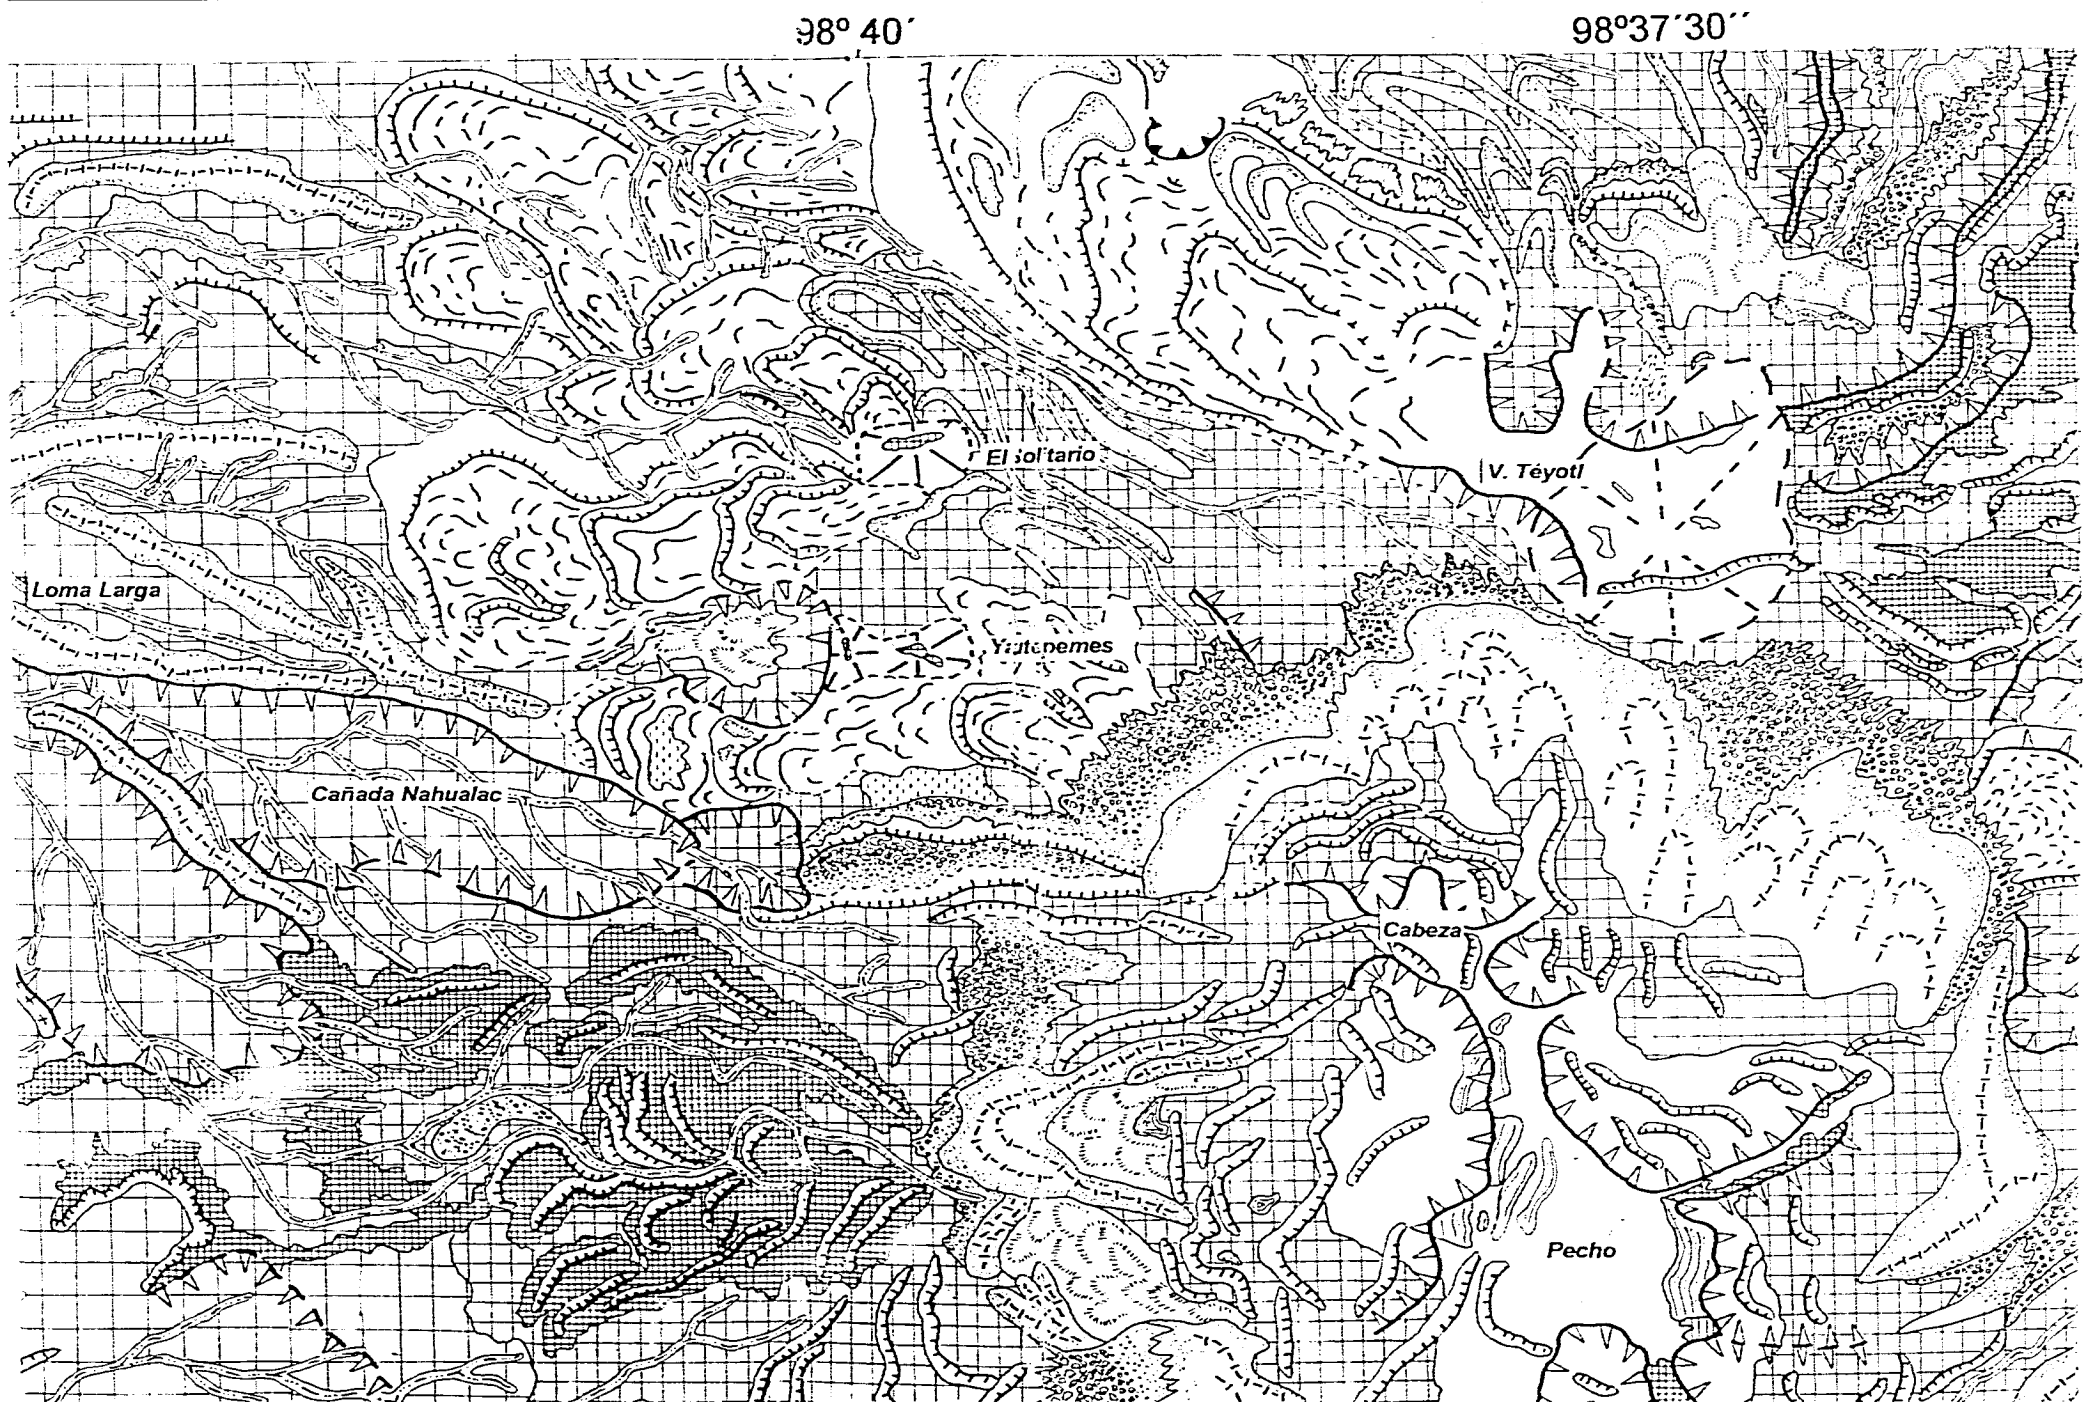 98º 40´
98º37´30´´
El solitario
V. Téyotl
Loma Larga
Cañada Nahualac
Cabeza
Pecho